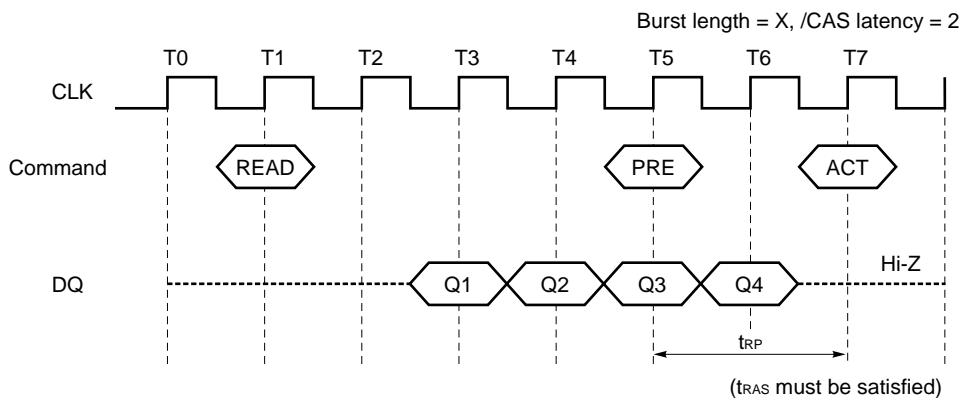 Burst length = X, /CAS latency = 2
T0 T1 T2 T3 T4 T5 T6 T7
CLK
Command READ PRE ACT
Hi-Z
DQ Q1 Q2 Q3 Q4
tRP
(tRAS must be satisfied)